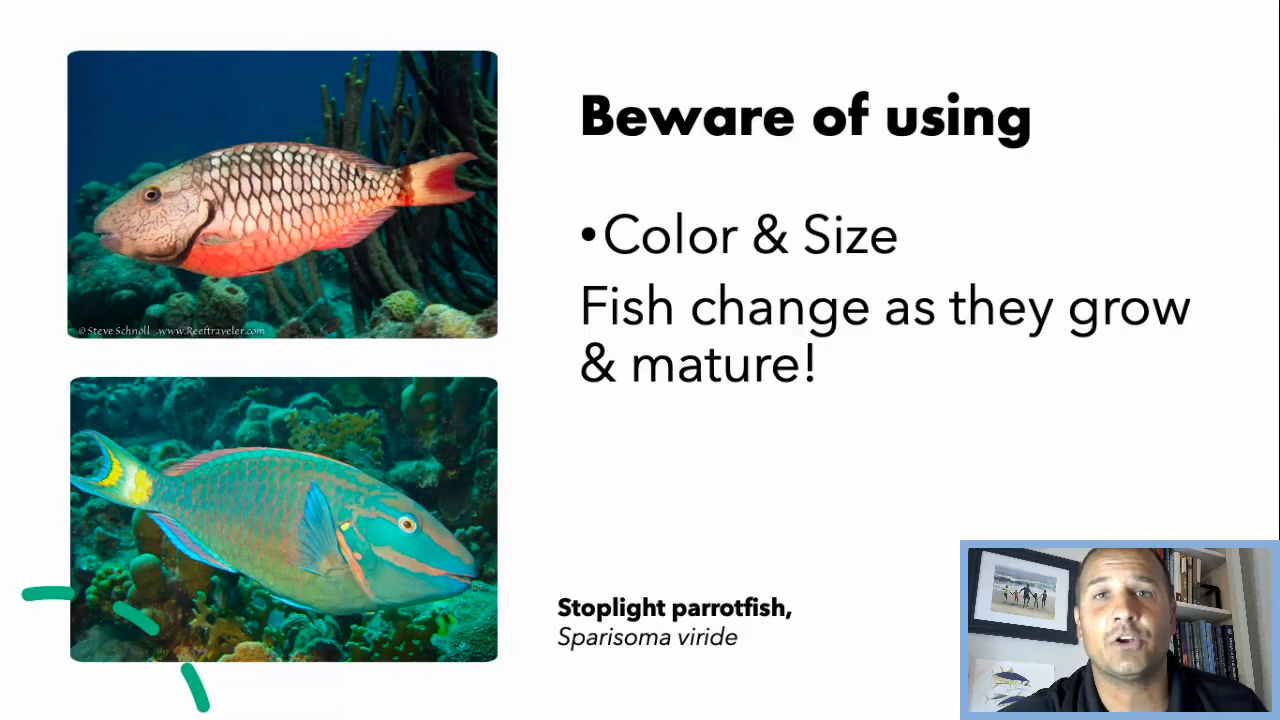 FORCE E
Beware of using
•Color & Size
Fish change as they grow
& mature!
© Steve Schnoll www.Reeftraveler.com
Stoplight parrotfish,
Sparisoma viride